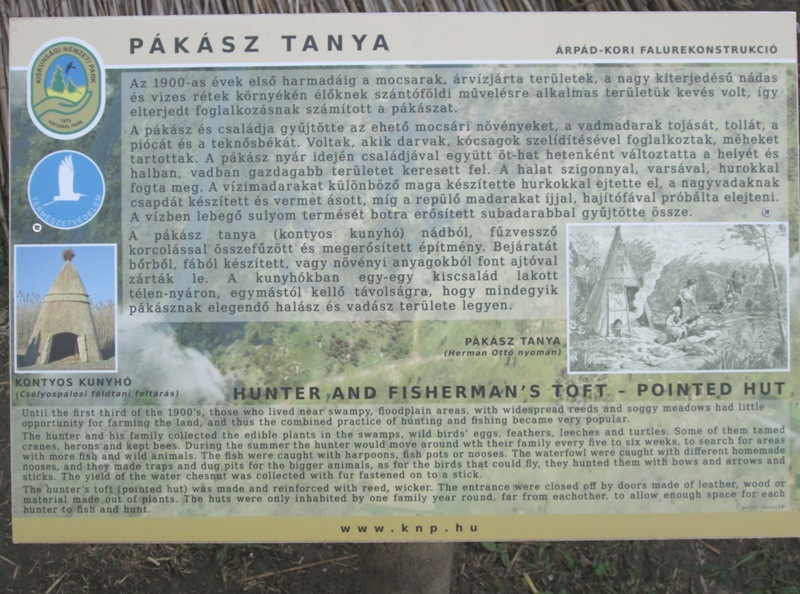 PÁKÁSZ TANYA
ÁRPÁD-KORI FALUREKONSTRUKCIÓ
KISKUNSÁGI NEMZETI PARK
1975
NATIONAL PARK
TERMÉSZETVÉDELEM
Az 1900-as évek első harmadáig a mocsarak, árvízjárta területek, a nagy kiterjedésű nádas
és vizes rétek környékén élőknek szántóföldi művelésre alkalmas területük kevés volt, így
elterjedt foglalkozásnak számított a pákászat.
A pákász és családja gyűjtötte az ehető mocsári növényeket, a vadmadarak tojását, tollát, a
piócát és a teknősbékát. Voltak, akik darvak, kócsagok szelídítésével foglalkoztak, méheket
tartottak. A pákász nyár idején családjával együtt öt-hat hetenként változtatta a helyét és
halban, vadban gazdagabb területet keresett fel. A halat szigonnyal, varsával, hurokkal
fogta meg. A vízimadarakat különböző maga készítette hurkokkal ejtette el, a nagyvadaknak
csapdát készített és vermet ásott, míg a repülő madarakat íjjal, hajítófával próbálta elejteni.
A vízben lebegő sulyom termését botra erősített subadarabbal gyűjtötte össze.
A pákász tanya (kontyos kunyhó) nádból, fűzvessző
korcolással összefűzött és megerősített építmény. Bejáratát
bőrből, fából készített, vagy növényi anyagokból font ajtóval
zárták le. A kunyhókban egy-egy kiscsalád lakott
télen-nyáron, egymástól kellő távolságra, hogy mindegyik
pákásznak elegendő halász és vadász területe legyen.
PÁKÁSZ TANYA
(Herman Ottó nyomán)
KONTYOS KUNYHÓ
(Csólyospálosi földtani feltárás)
HUNTER AND FISHERMAN'S TOFT - POINTED HUT
Until the first third of the 1900's, those who lived near swampy, floodplain areas, with widespread reeds and soggy meadows had little
opportunity for farming the land, and thus the combined practice of hunting and fishing became very popular.
The hunter and his family collected the edible plants in the swamps, wild birds' eggs, feathers, leeches and turtles. Some of them tamed
cranes, herons and kept bees. During the summer the hunter would move around wth their family every five to six weeks, to search for areas
with more fish and wild animals. The fish were caught with harpoons, fish pots or nooses. The waterfowl were caught with different homemade
nooses, and they made traps and dug pits for the bigger animals, as for the birds that could fly, they hunted them with bows and arrows and
sticks. The yield of the water chesnut was collected with fur fastened on to a stick.
The hunter's toft (pointed hut) was made and reinforced with reed, wicker. The entrance were closed off by doors made of leather, wood or
material made out of plants. The huts were only inhabited by one family year round, far from eachother, to allow enough space for each
hunter to fish and hunt.
www.knp.hu